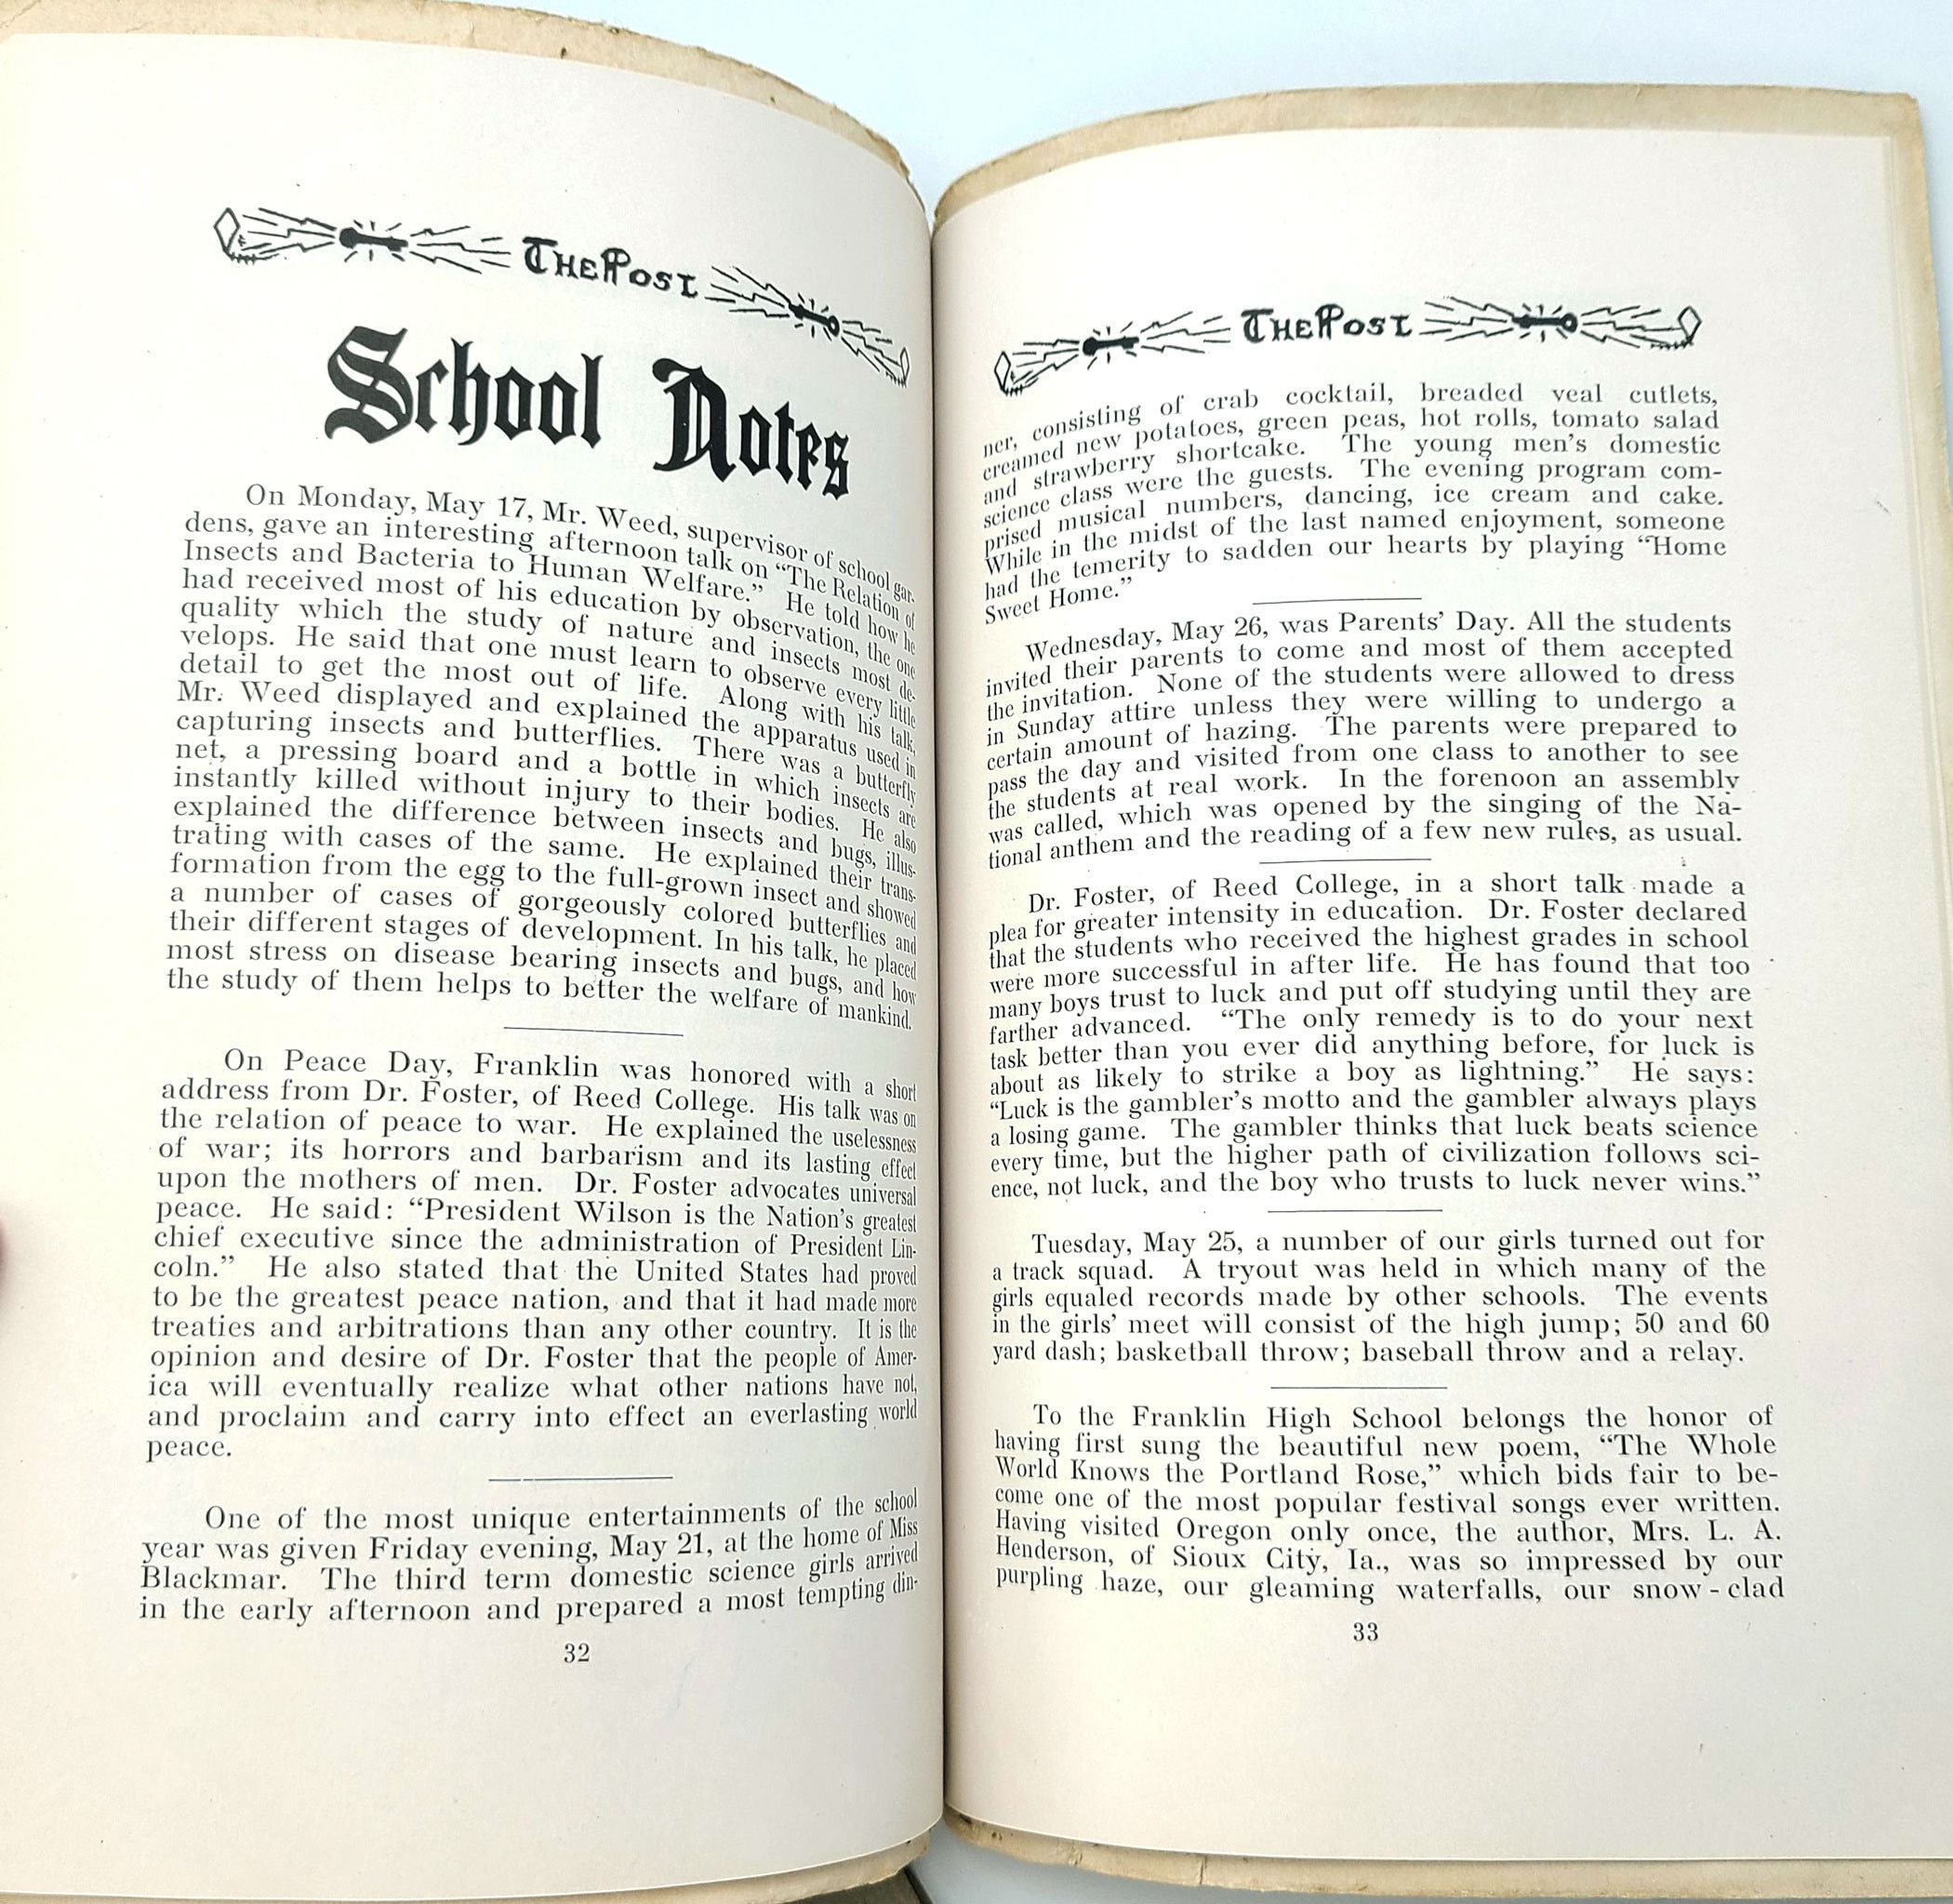 The Post
School Notes
On Monday, May 17, Mr. Weed, supervisor of school gar-
dens, gave an interesting afternoon talk on “The Relation of
Insects and Bacteria to Human Welfare.” He told how he
had received most of his education by observation, the one
quality which the study of nature and insects most de-
velops. He said that one must learn to observe every little
detail to get the most out of life. Along with his talk,
Mr. Weed displayed and explained the apparatus used in
capturing insects and butterflies. There was a butterfly
net, a pressing board and a bottle in which insects are
instantly killed without injury to their bodies. He also
explained the difference between insects and bugs, illus-
trating with cases of the same. He explained their trans-
formation from the egg to the full-grown insect and showed
a number of cases of gorgeously colored butterflies and
their different stages of development. In his talk, he placed
most stress on disease bearing insects and bugs, and how
the study of them helps to better the welfare of mankind.
On Peace Day, Franklin was honored with a short
address from Dr. Foster, of Reed College. His talk was on
the relation of peace to war. He explained the uselessness
of war; its horrors and barbarism and its lasting effect
upon the mothers of men. Dr. Foster advocates universal
peace. He said: “President Wilson is the Nation’s greatest
chief executive since the administration of President Lin-
coln.” He also stated that the United States had proved
to be the greatest peace nation, and that it had made more
treaties and arbitrations than any other country. It is the
opinion and desire of Dr. Foster that the people of Amer-
ica will eventually realize what other nations have not,
and proclaim and carry into effect an everlasting world
peace.
One of the most unique entertainments of the school
year was given Friday evening, May 21, at the home of Miss
Blackmar. The third term domestic science girls arrived
in the early afternoon and prepared a most tempting din-
32
The Post
ner, consisting of crab cocktail, breaded veal cutlets,
creamed new potatoes, green peas, hot rolls, tomato salad
and strawberry shortcake. The young men’s domestic
science class were the guests. The evening program com-
prised musical numbers, dancing, ice cream and cake.
While in the midst of the last named enjoyment, someone
had the temerity to sadden our hearts by playing “Home
Sweet Home.”
Wednesday, May 26, was Parents’ Day. All the students
invited their parents to come and most of them accepted
the invitation. None of the students were allowed to dress
in Sunday attire unless they were willing to undergo a
certain amount of hazing. The parents were prepared to
pass the day and visited from one class to another to see
the students at real work. In the forenoon an assembly
was called, which was opened by the singing of the Na-
tional anthem and the reading of a few new rules, as usual.
Dr. Foster, of Reed College, in a short talk made a
plea for greater intensity in education. Dr. Foster declared
that the students who received the highest grades in school
were more successful in after life. He has found that too
many boys trust to luck and put off studying until they are
farther advanced. “The only remedy is to do your next
task better than you ever did anything before, for luck is
about as likely to strike a boy as lightning.” He says:
“Luck is the gambler’s motto and the gambler always plays
a losing game. The gambler thinks that luck beats science
every time, but the higher path of civilization follows sci-
ence, not luck, and the boy who trusts to luck never wins.”
Tuesday, May 25, a number of our girls turned out for
a track squad. A tryout was held in which many of the
girls equaled records made by other schools. The events
in the girls’ meet will consist of the high jump; 50 and 60
yard dash; basketball throw; baseball throw and a relay.
To the Franklin High School belongs the honor of
having first sung the beautiful new poem, “The Whole
World Knows the Portland Rose,” which bids fair to be-
come one of the most popular festival songs ever written.
Having visited Oregon only once, the author, Mrs. L. A.
Henderson, of Sioux City, Ia., was so impressed by our
purpling haze, our gleaming waterfalls, our snow-clad
33